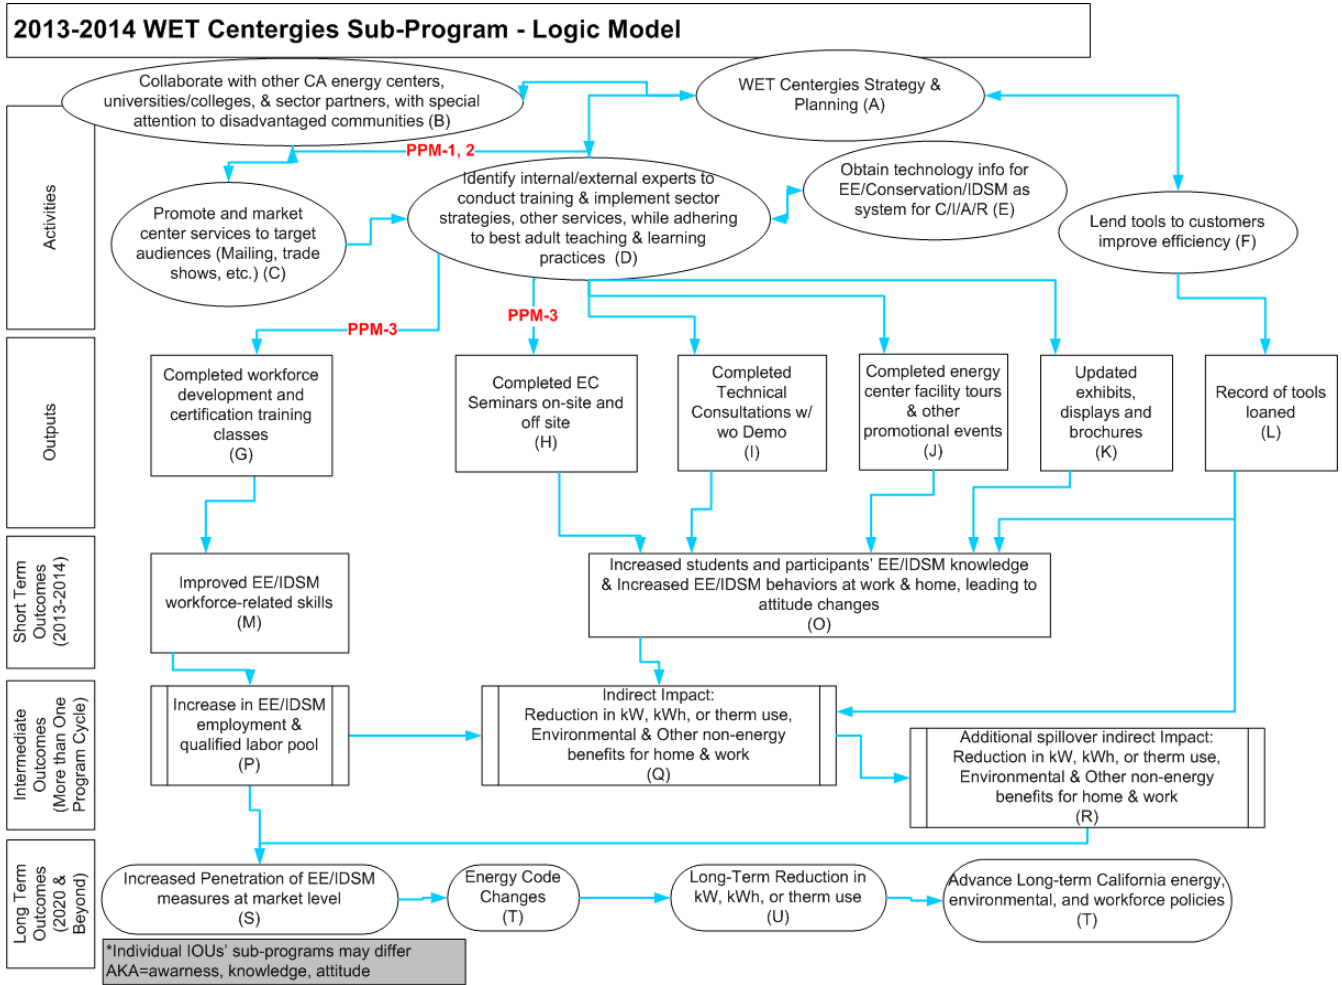 2013-2014 WET Centergies Sub-Program - Logic Model
Activities
Collaborate with other CA energy centers,
universities/colleges, & sector partners, with special
attention to disadvantaged communities (B)
WET Centergies Strategy &
Planning (A)
PPM-1, 2
Promote and market
center services to target
audiences (Mailing, trade
shows, etc.) (C)
Identify internal/external experts to
conduct training & implement sector
strategies, other services, while adhering
to best adult teaching & learning
practices (D)
Obtain technology info for
EE/Conservation/IDSM as
system for C/I/A/R (E)
Lend tools to customers
improve efficiency (F)
PPM-3
PPM-3
Outputs
Completed workforce
development and
certification training
classes
(G)
Completed EC
Seminars on-site and
off site
(H)
Completed
Technical
Consultations w/
wo Demo
(I)
Completed energy
center facility tours
& other
promotional events
(J)
Updated
exhibits,
displays and
brochures
(K)
Record of tools
loaned
(L)
Short Term
Outcomes
(2013-2014)
Improved EE/IDSM
workforce-related skills
(M)
Increased students and participants' EE/IDSM knowledge
& Increased EE/IDSM behaviors at work & home, leading to
attitude changes
(O)
Intermediate
Outcomes
(More than One
Program Cycle)
Increase in EE/IDSM
employment &
qualified labor pool
(P)
Indirect Impact:
Reduction in kW, kWh, or therm use,
Environmental & Other non-energy
benefits for home & work
(Q)
Additional spillover indirect Impact:
Reduction in kW, kWh, or therm use,
Environmental & Other non-energy
benefits for home & work
(R)
Long Term
Outcomes
(2020 &
Beyond)
Increased Penetration of EE/IDSM
measures at market level
(S)
Energy Code
Changes
(T)
Long-Term Reduction in
kW, kWh, or therm use
(U)
Advance Long-term California energy,
environmental, and workforce policies
(T)
*Individual IOUs' sub-programs may differ
AKA=awarness, knowledge, attitude